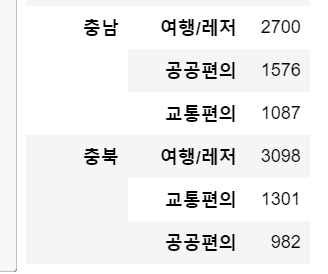 충남 여행/레저 2700
공공편의 1576
교통편의 1087
충북 여행/레저 3098
교통편의 1301
공공편의 982